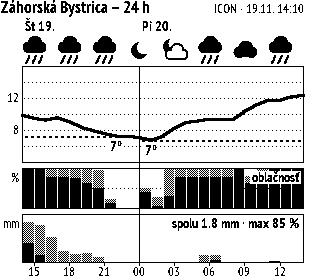 Záhorská Bystrica – 24 h
ICON · 19.11. 14:10
Št 19.
Pi 20.
12
8
7°
7°
%
oblačnosť
mm
spolu 1.8 mm · max 85 %
15 18 21 00 03 06 09 12